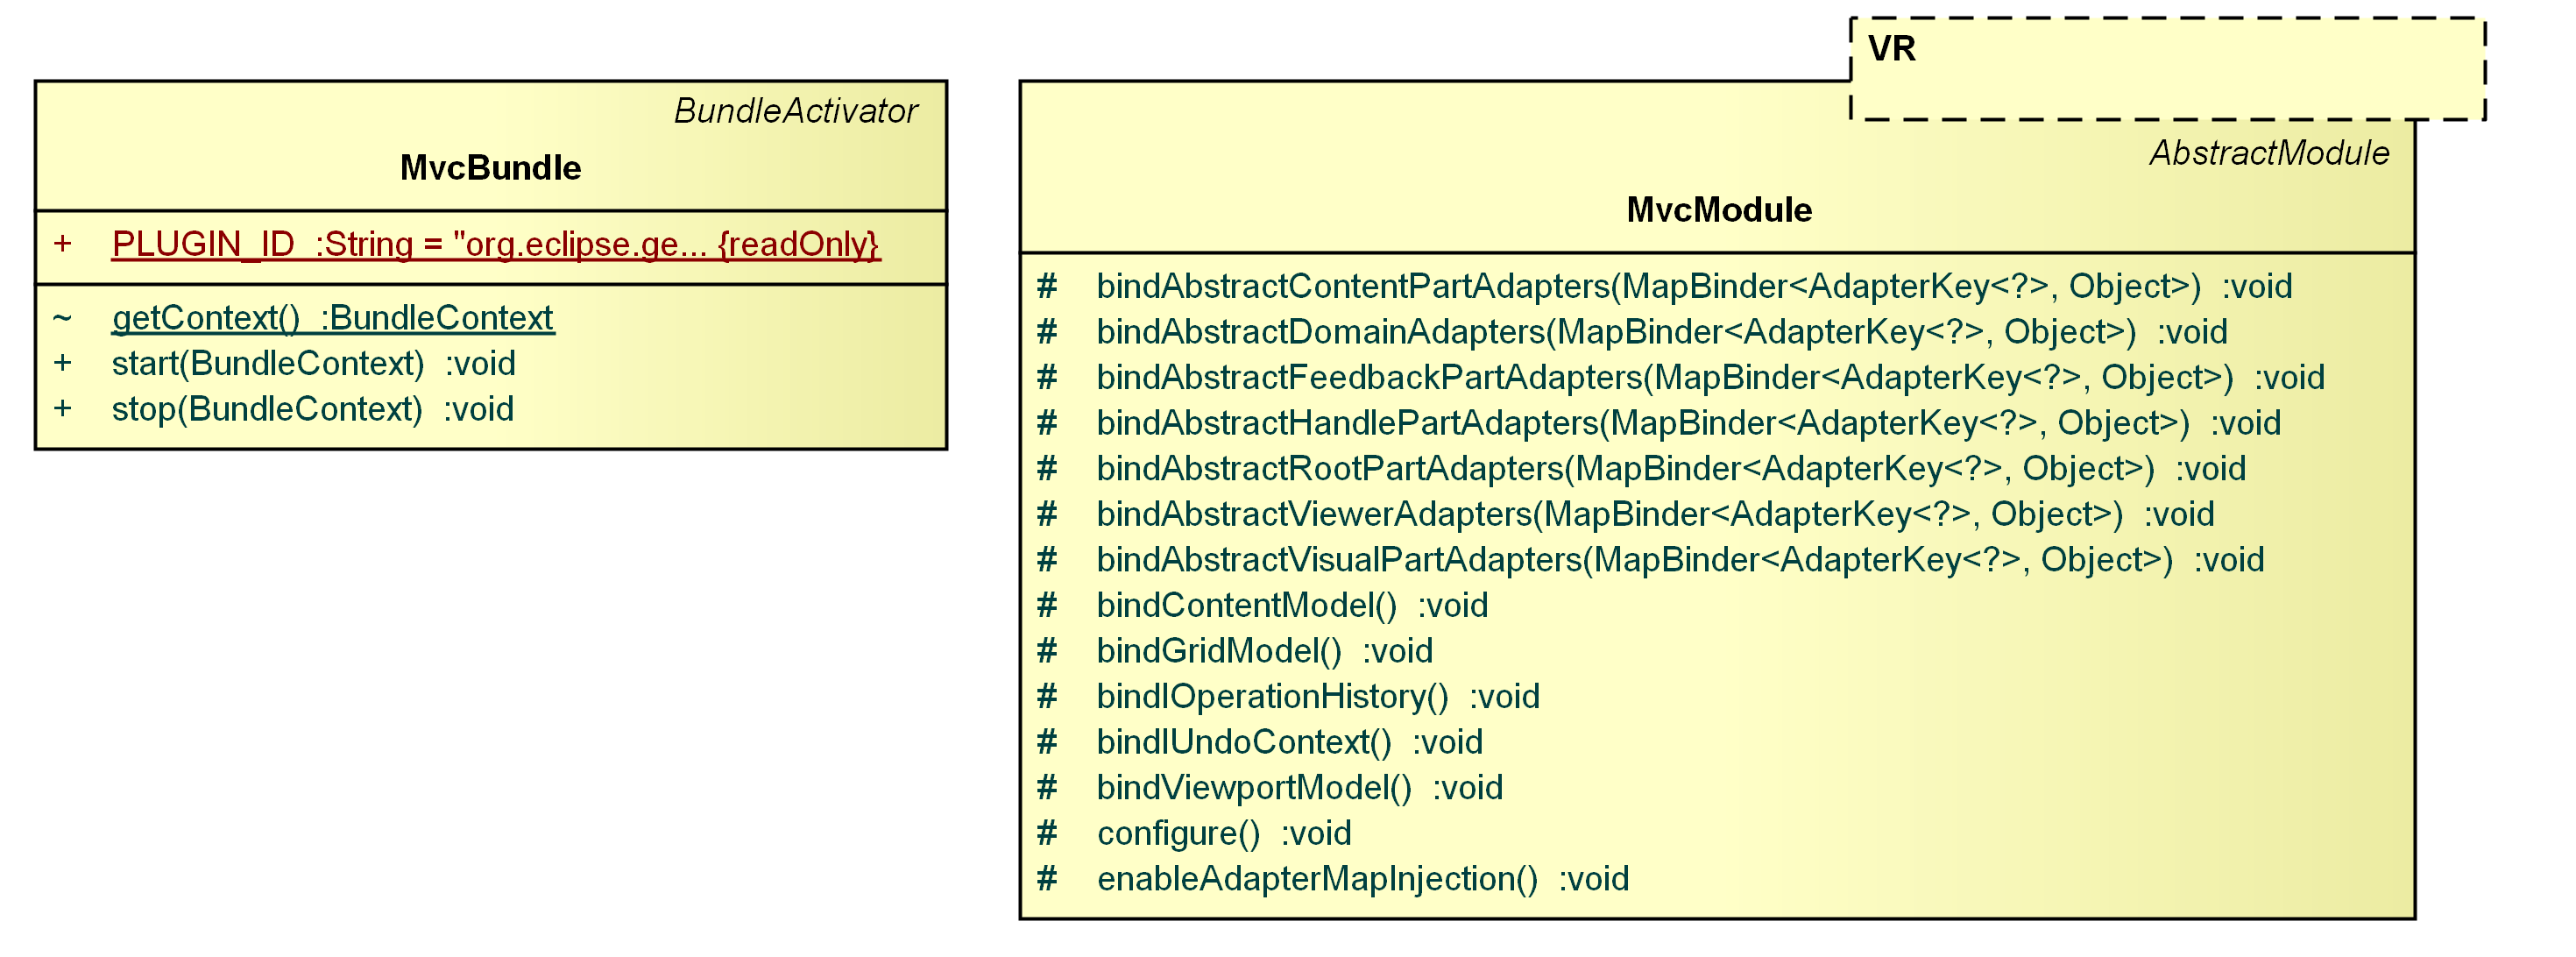 BundleActivator
MvcBundle
+ PLUGIN_ID :String = "org.eclipse.ge... {readOnly}
~ getContext() :BundleContext
+ start(BundleContext) :void
+ stop(BundleContext) :void
VR
AbstractModule
MvcModule
# bindAbstractContentPartAdapters(MapBinder<AdapterKey<?>, Object>) :void
# bindAbstractDomainAdapters(MapBinder<AdapterKey<?>, Object>) :void
# bindAbstractFeedbackPartAdapters(MapBinder<AdapterKey<?>, Object>) :void
# bindAbstractHandlePartAdapters(MapBinder<AdapterKey<?>, Object>) :void
# bindAbstractRootPartAdapters(MapBinder<AdapterKey<?>, Object>) :void
# bindAbstractViewerAdapters(MapBinder<AdapterKey<?>, Object>) :void
# bindAbstractVisualPartAdapters(MapBinder<AdapterKey<?>, Object>) :void
# bindContentModel() :void
# bindGridModel() :void
# bindIOperationHistory() :void
# bindIUndoContext() :void
# bindViewportModel() :void
# configure() :void
# enableAdapterMapInjection() :void